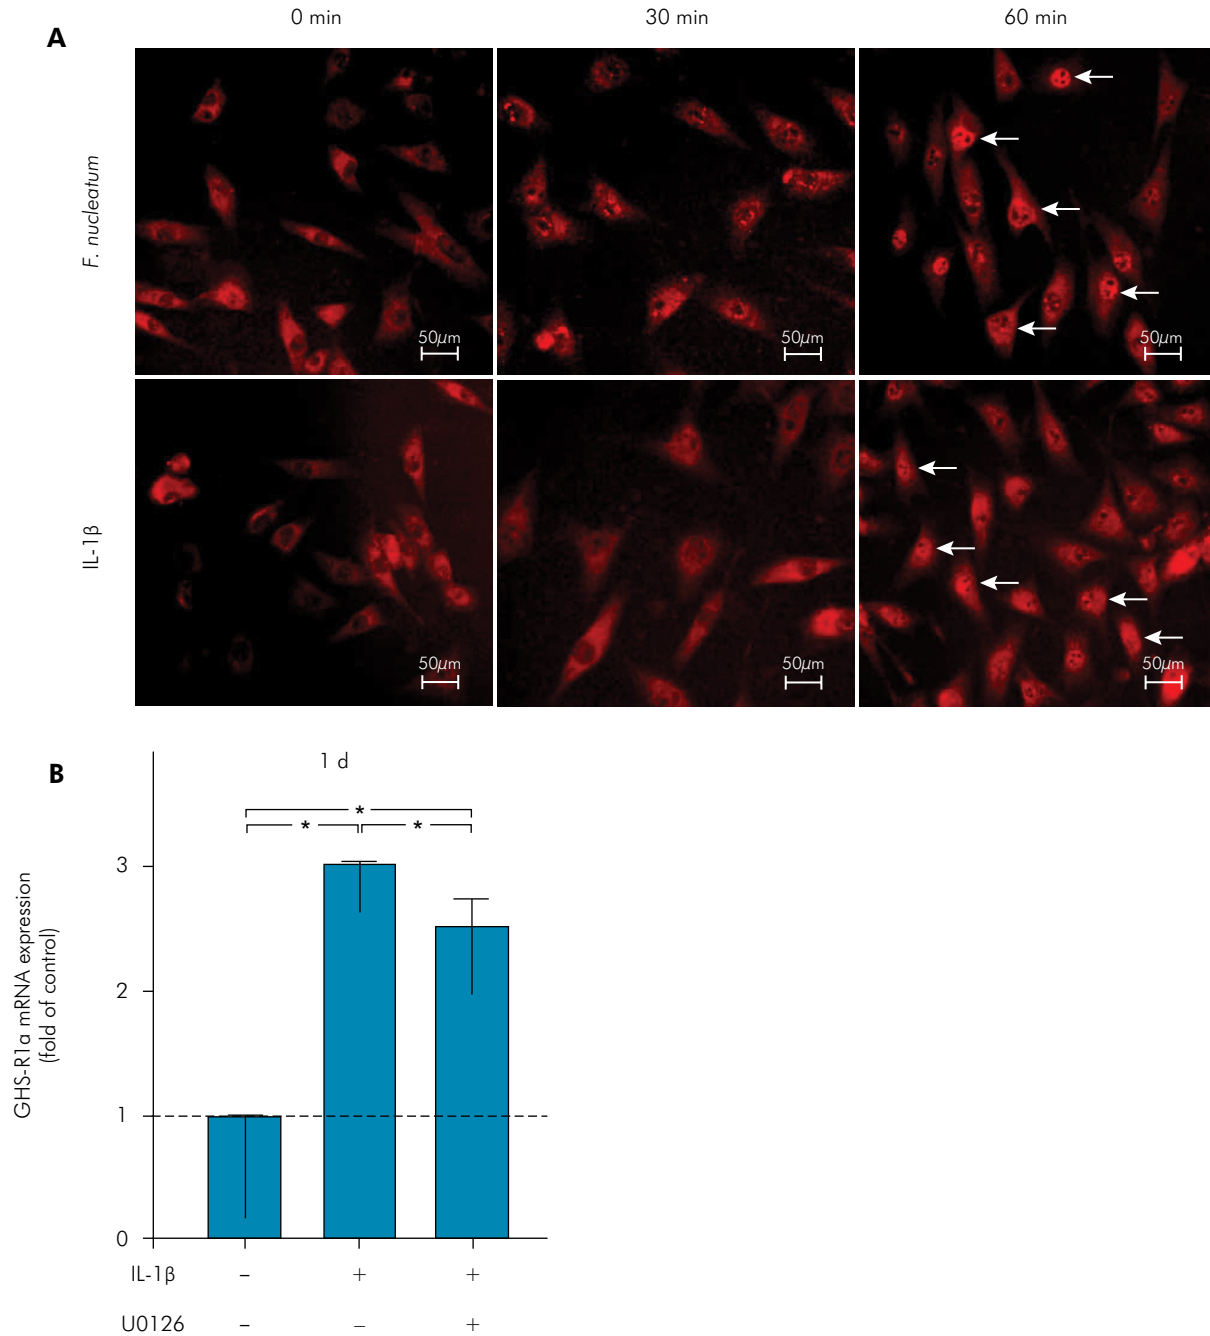 A
0 min
30 min
60 min
F. nucleatum
50μm
50μm
50μm
IL-1β
50μm
50μm
50μm
B
1 d
*
* *
GHS-R1a mRNA expression
(fold of control)
3
2
1
0
IL-1β – + +
U0126 – – +